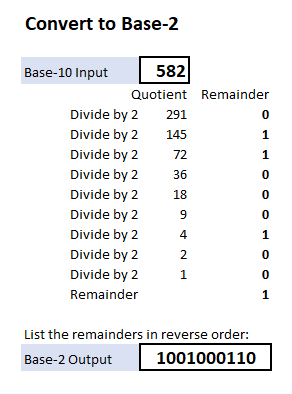 Convert to Base-2
Base-10 Input 582
Quotient Remainder
Divide by 2 291 0
Divide by 2 145 1
Divide by 2 72 1
Divide by 2 36 0
Divide by 2 18 0
Divide by 2 9 0
Divide by 2 4 1
Divide by 2 2 0
Divide by 2 1 0
Remainder 1
List the remainders in reverse order:
Base-2 Output 1001000110